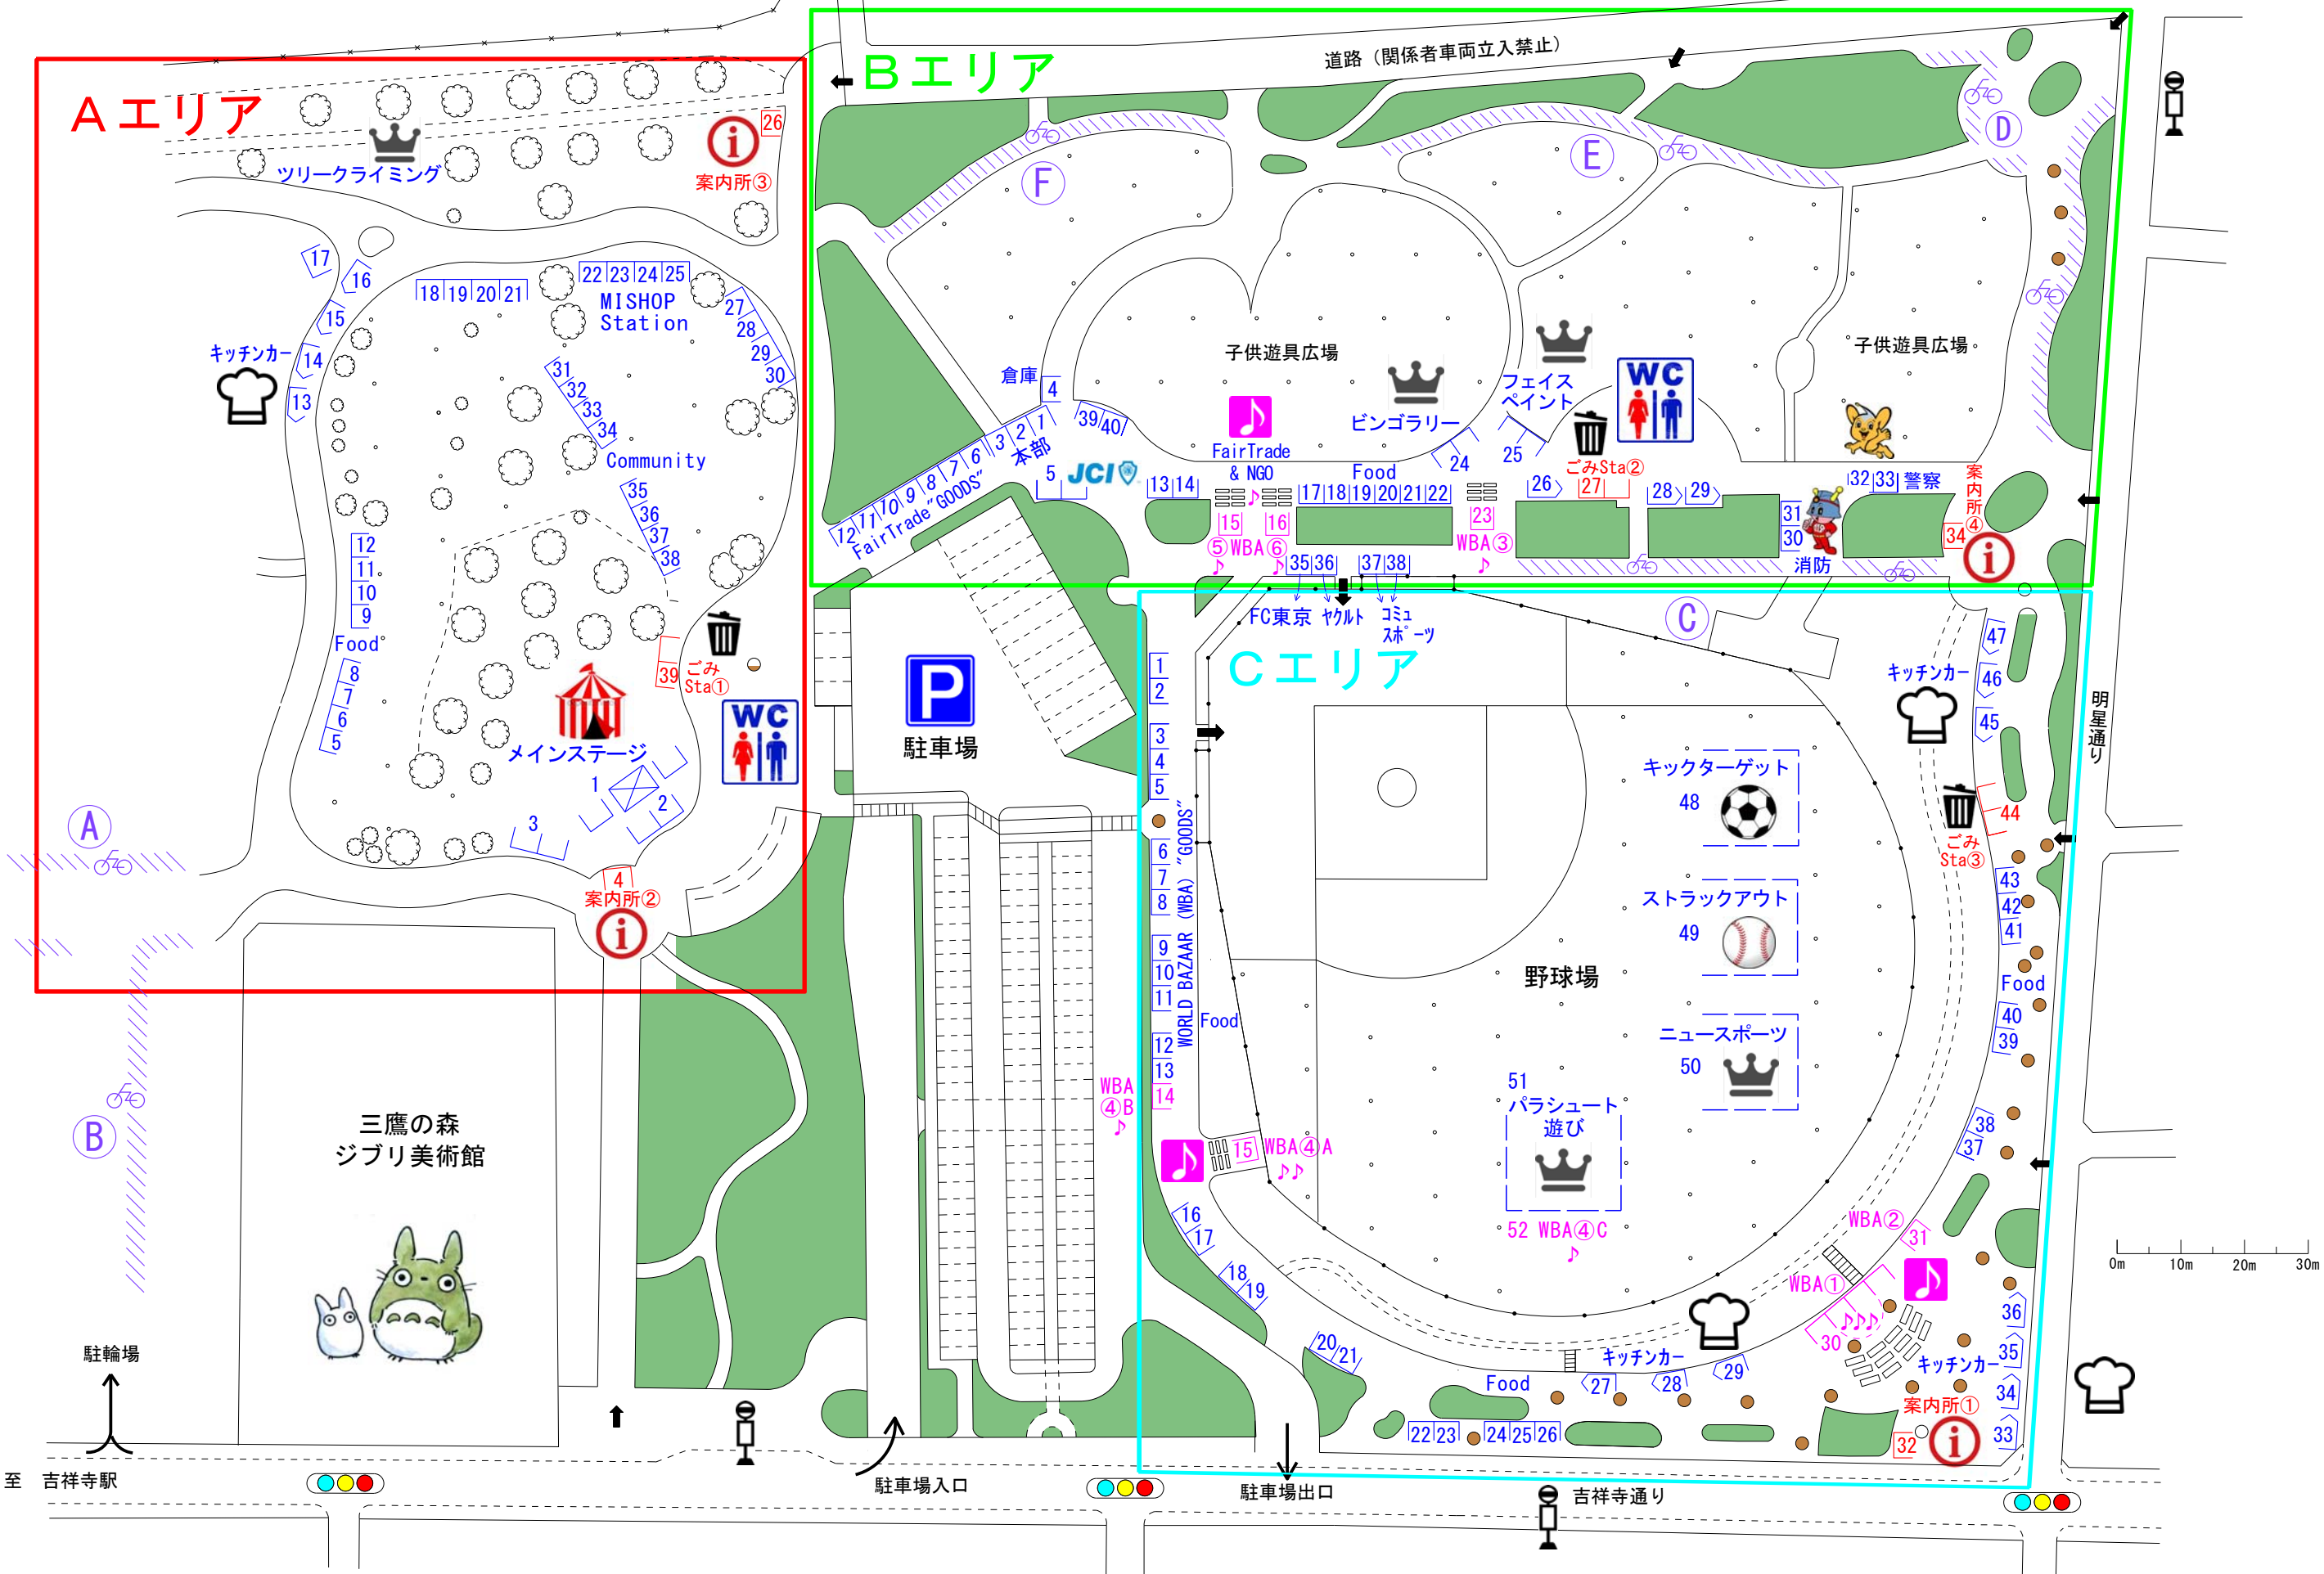 Aエリア
ツリークライミング
26
案内所③
17
16
15
14
13
キッチンカー
18 19 20 21
22 23 24 25
MISHOP
Station
27
28
29
30
31
32
33
34
Community
35
36
37
38
12
11
10
9
Food
8
7
6
5
39
ごみ
Sta①
WC
メインステージ
1
2
3
4
案内所②
A
B
三鷹の森
ジブリ美術館
駐輪場
至 吉祥寺駅
P
駐車場
駐車場入口
駐車場出口
吉祥寺通り
明星通り
Bエリア
道路(関係者車両立入禁止)
F
E
D
子供遊具広場
子供遊具広場
倉庫
4
39 40
3 2 1
本部
12 11 10 9 8 7 6
FairTrade"GOODS"
5
JCI
13 14
FairTrade
& NGO
15
16
⑤WBA⑥
Food
17 18 19 20 21 22
ビンゴラリー
24
23
WBA③
フェイス
ペイント
25
26
ごみSta②
27
WC
28 29
31
30
消防
32 33 警察
案内所④
34
35 36
37 38
FC東京 ヤクルト
コミュ
スポーツ
C
Cエリア
1
2
3
4
5
6
7
8
9
10
11
12
13
14
WORLD BAZAAR (WBA) "GOODS"
Food
WBA
④B
15
WBA④A
16
17
18
19
20 21
22 23
24 25 26
Food
27
28
29
キッチンカー
野球場
キックターゲット
48
ストラックアウト
49
ニュースポーツ
50
51
パラシュート
遊び
52 WBA④C
47
46
45
キッチンカー
44
ごみ
Sta③
43
42
41
Food
40
39
38
37
WBA②
31
WBA①
30
36
35
34
33
キッチンカー
案内所①
32
0m 10m 20m 30m